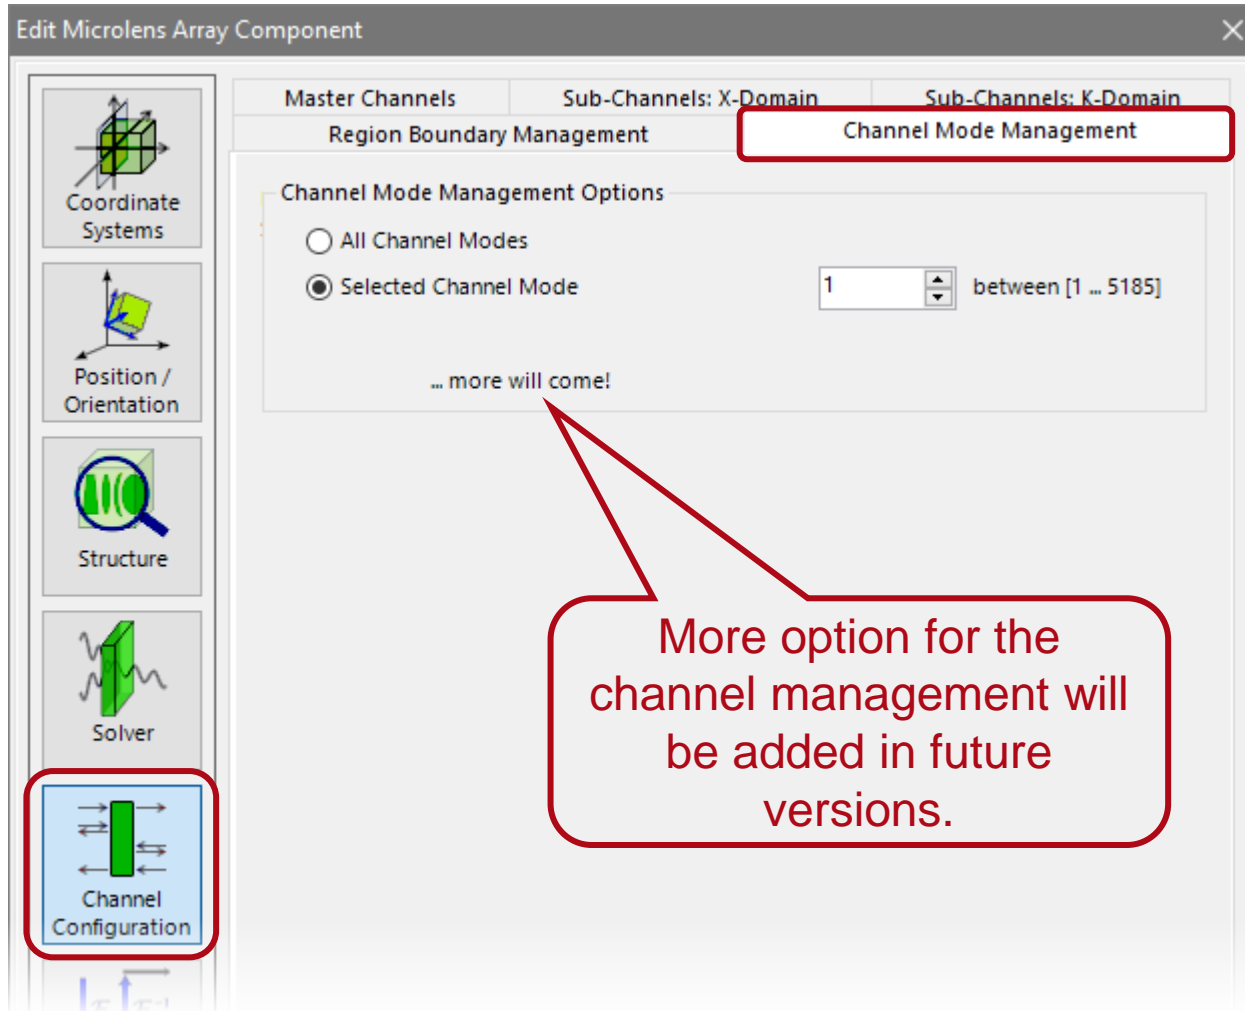 Edit Microlens Array Component
Master Channels
Sub-Channels: X-Domain
Sub-Channels: K-Domain
Region Boundary Management
Channel Mode Management
Coordinate
Systems
Position /
Orientation
Structure
Solver
Channel
Configuration
Channel Mode Management Options
All Channel Modes
Selected Channel Mode
1
between [1 ... 5185]
... more will come!
More option for the
channel management will
be added in future
versions.